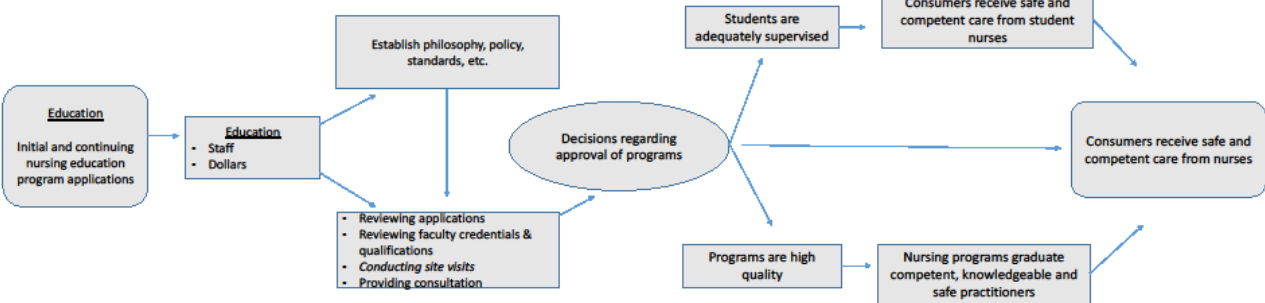 Education
Initial and continuing
nursing education
program applications
Education
• Staff
• Dollars
Establish philosophy, policy,
standards, etc.
• Reviewing applications
• Reviewing faculty credentials &
qualifications
• Conducting site visits
• Providing consultation
Decisions regarding
approval of programs
Students are
adequately supervised
Consumers receive safe and
competent care from student
nurses
Programs are high
quality
Nursing programs graduate
competent, knowledgeable and
safe practitioners
Consumers receive safe and
competent care from nurses